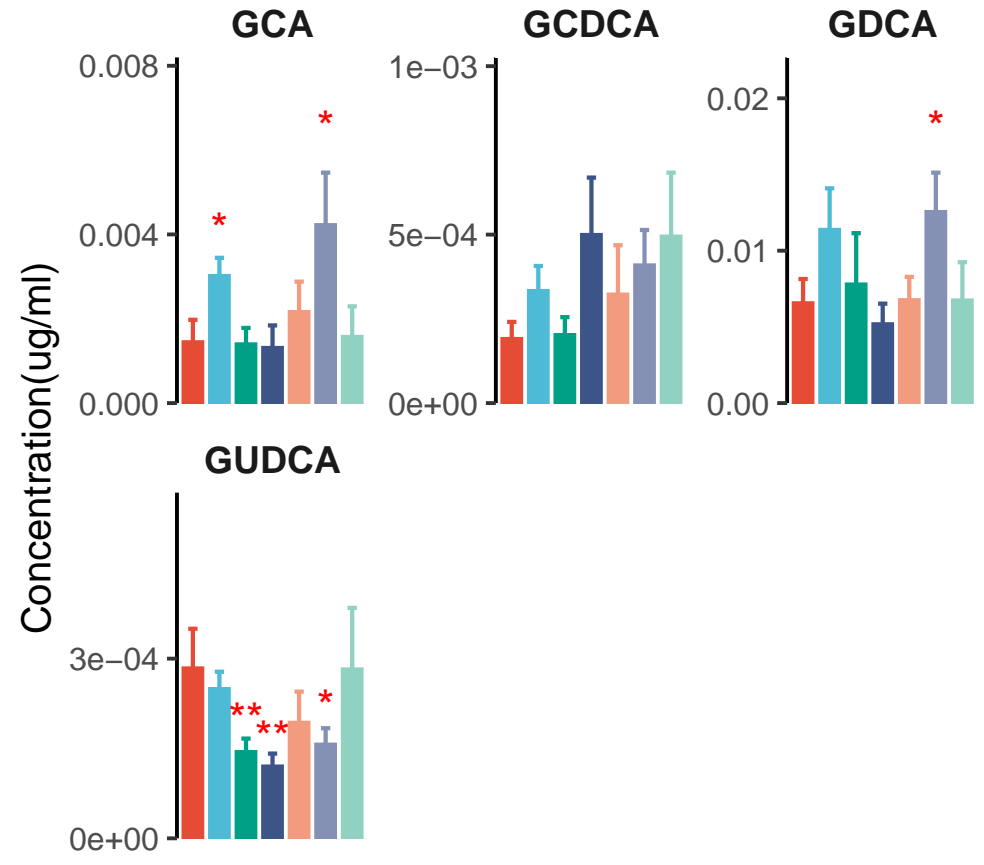 GCA GCDCA GDCA
0.008
0.004
0.000
*
*
1e−03
5e−04
0e+00
0.02
0.01
0.00
*
Concentration(ug/ml)
GUDCA
3e−04
0e+00
**
**
*